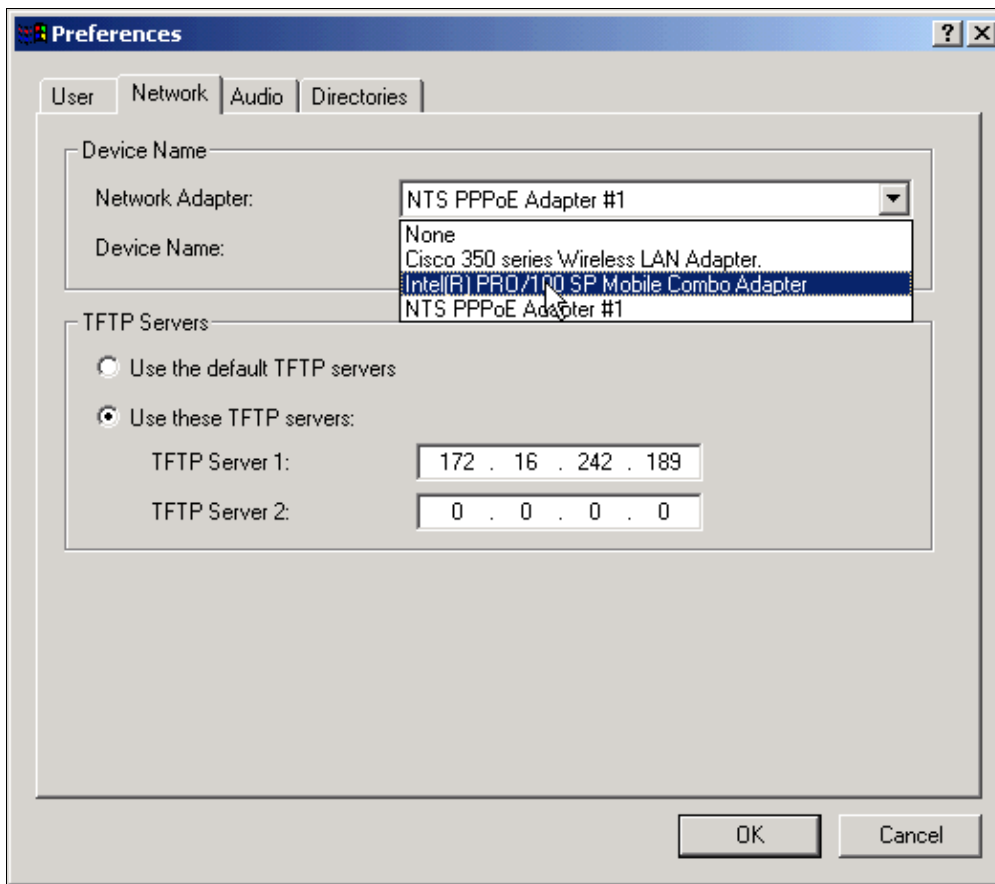 Preferences
User Network Audio Directories
Device Name
Network Adapter: NTS PPPoE Adapter #1
None
Device Name:
Cisco 350 series Wireless LAN Adapter.
Intel(R) PRO/100 SP Mobile Combo Adapter
NTS PPPoE Adapter #1
TFTP Servers
Use the default TFTP servers
Use these TFTP servers:
TFTP Server 1: 172 . 16 . 242 . 189
TFTP Server 2: 0 . 0 . 0 . 0
OK Cancel